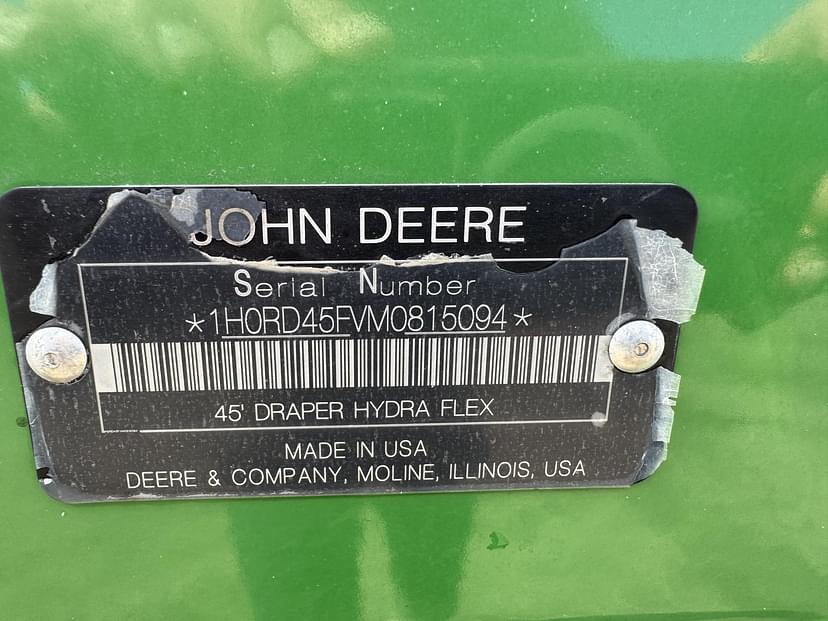 JOHN DEERE
Serial Number
*1H0RD45FVM0815094*
45' DRAPER HYDRA FLEX
MADE IN USA
DEERE & COMPANY, MOLINE, ILLINOIS, USA